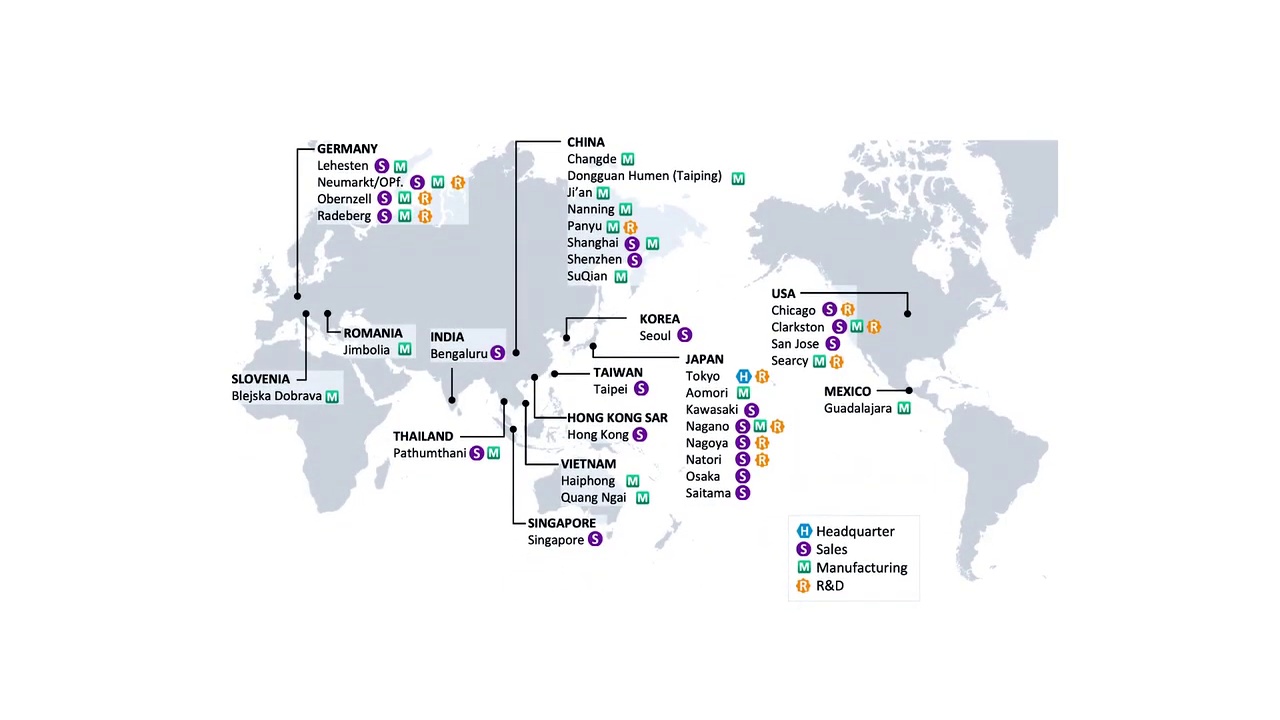 GERMANY
Lehesten S M
Neumarkt/OPf. S M R
Obernzell S M R
Radeberg S M R
CHINA
Changde M
Dongguan Humen (Taiping) M
Ji'an M
Nanning M
Panyu M R
Shanghai S M
Shenzhen S
SuQian M
ROMANIA
Jimbolia M
SLOVENIA
Blejska Dobrava M
INDIA
Bengaluru S
KOREA
Seoul S
TAIWAN
Taipei S
HONG KONG SAR
Hong Kong S
THAILAND
Pathumthani S M
VIETNAM
Haiphong M
Quang Ngai M
SINGAPORE
Singapore S
JAPAN
Tokyo H R
Aomori M
Kawasaki S
Nagano S M R
Nagoya S R
Natori S R
Osaka S
Saitama S
USA
Chicago S R
Clarkston S M R
San Jose S
Searcy M R
MEXICO
Guadalajara M
H Headquarter
S Sales
M Manufacturing
R R&D